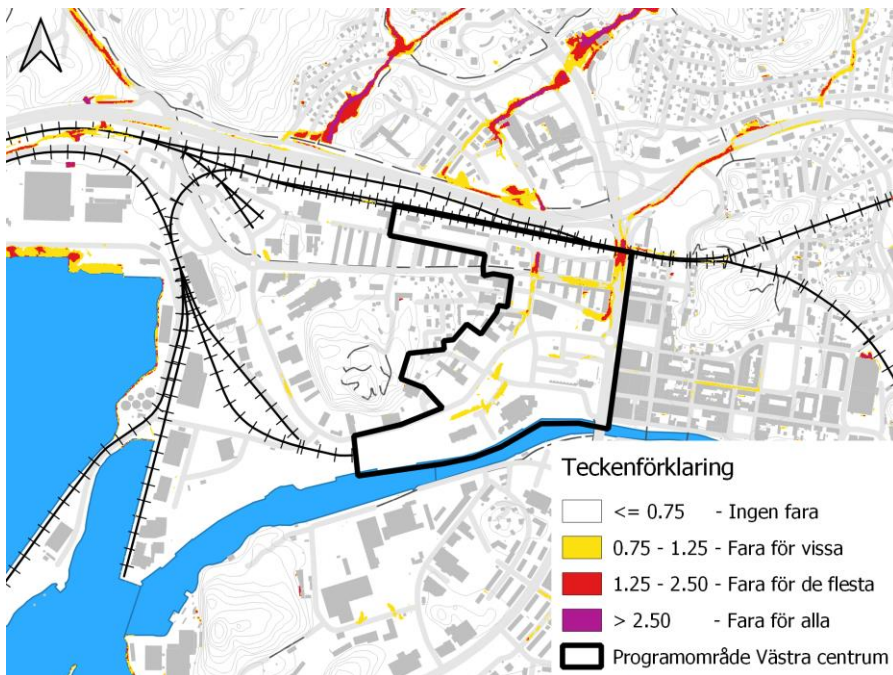 Teckenförklaring
<= 0.75 - Ingen fara
0.75 - 1.25 - Fara för vissa
1.25 - 2.50 - Fara för de flesta
> 2.50 - Fara för alla
Programområde Västra centrum